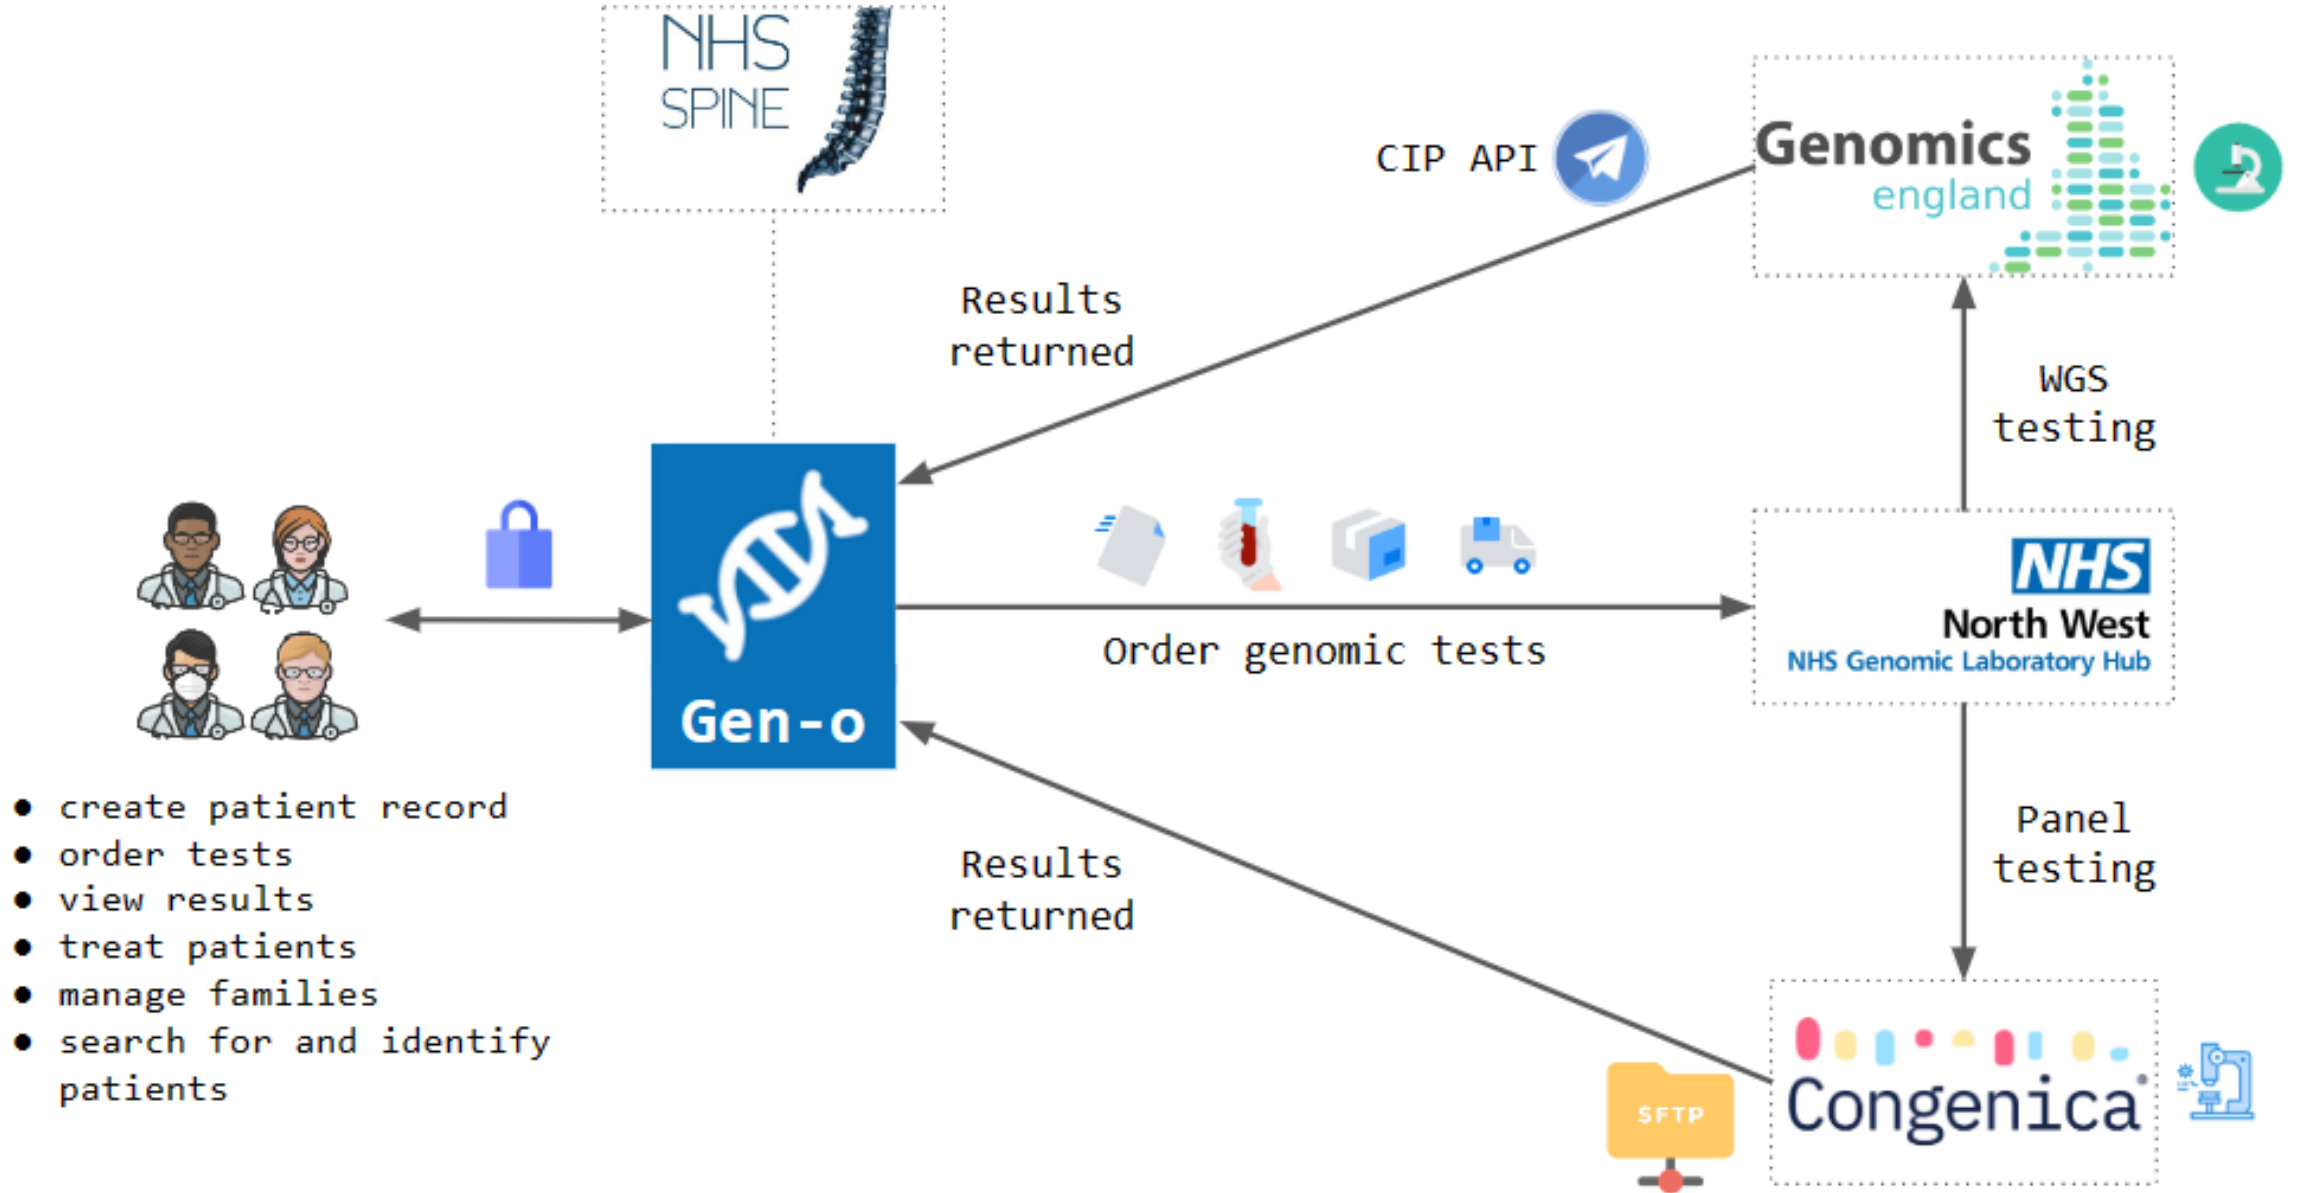 NHS
SPINE
CIP API
Genomics
england
Results
returned
WGS
testing
Gen-o
Order genomic tests
NHS
North West
NHS Genomic Laboratory Hub
● create patient record
● order tests
● view results
● treat patients
● manage families
● search for and identify
patients
Results
returned
Panel
testing
SFTP
Congenica